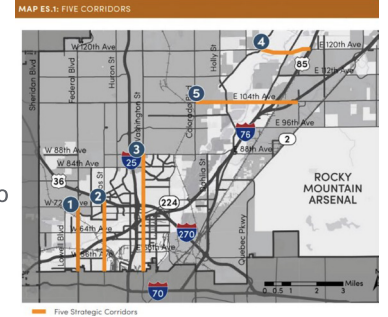 MAP ES.1: FIVE CORRIDORS
Sheridan Blvd
Federal Blvd
Huron St
Washington St
Colorado
Holly St
4
W 120th Ave
E 120th Ave
85
E 112th Ave
5
E 104th Ave
E 96th Ave
76
2
3
25
W 88th Ave
88th Ave
W 84th Ave
36
Dahlia St
1
2
224
W 64th Ave
Lowell Blvd
270
Quebec Pkwy
ROCKY
MOUNTAIN
ARSENAL
70
0 0.5 1 2 3 Miles
Five Strategic Corridors